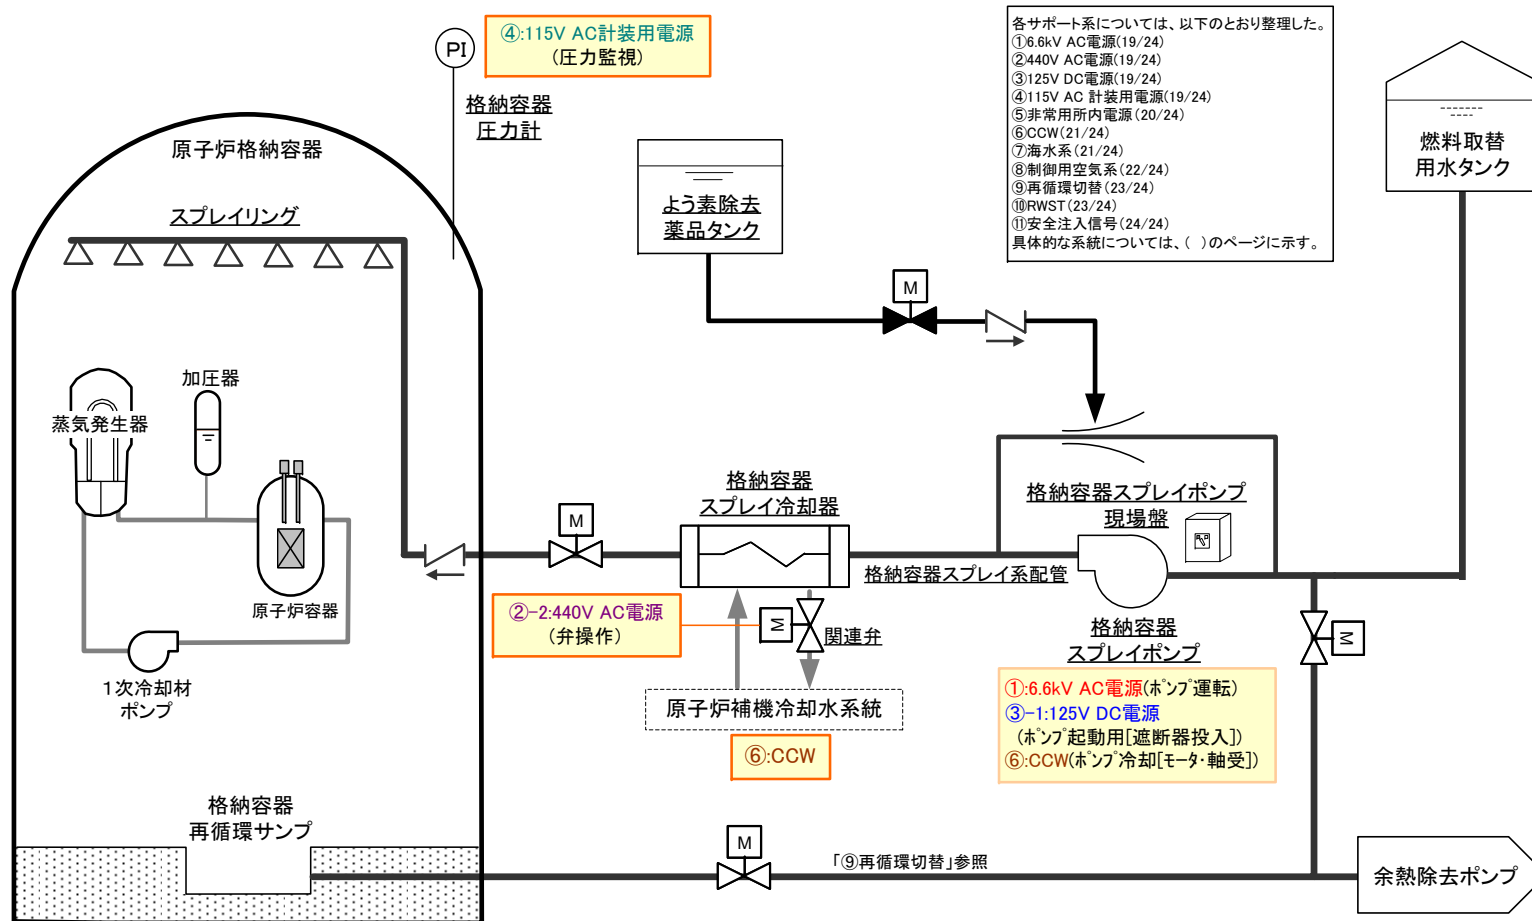 ④:115V AC計装用電源
(圧力監視)
PI
格納容器
圧力計
各サポート系については、以下のとおり整理した。
①6.6kV AC電源(19/24)
②440V AC電源(19/24)
③125V DC電源(19/24)
④115V AC 計装用電源(19/24)
⑤非常用所内電源(20/24)
⑥CCW(21/24)
⑦海水系(21/24)
⑧制御用空気系(22/24)
⑨再循環切替(23/24)
⑩RWST(23/24)
⑪安全注入信号(24/24)
具体的な系統については、( )のページに示す。
燃料取替
用水タンク
原子炉格納容器
スプレイリング
よう素除去
薬品タンク
M
加圧器
蒸気発生器
原子炉容器
1次冷却材
ポンプ
M
格納容器
スプレイ冷却器
格納容器スプレイポンプ
現場盤
格納容器スプレイ系配管
②-2:440V AC電源
(弁操作)
M
関連弁
原子炉補機冷却水系統
⑥:CCW
格納容器
スプレイポンプ
M
①:6.6kV AC電源(ポンプ運転)
③-1:125V DC電源
(ポンプ起動用[遮断器投入])
⑥:CCW(ポンプ冷却[モータ・軸受])
格納容器
再循環サンプ
M
「⑨再循環切替」参照
余熱除去ポンプ